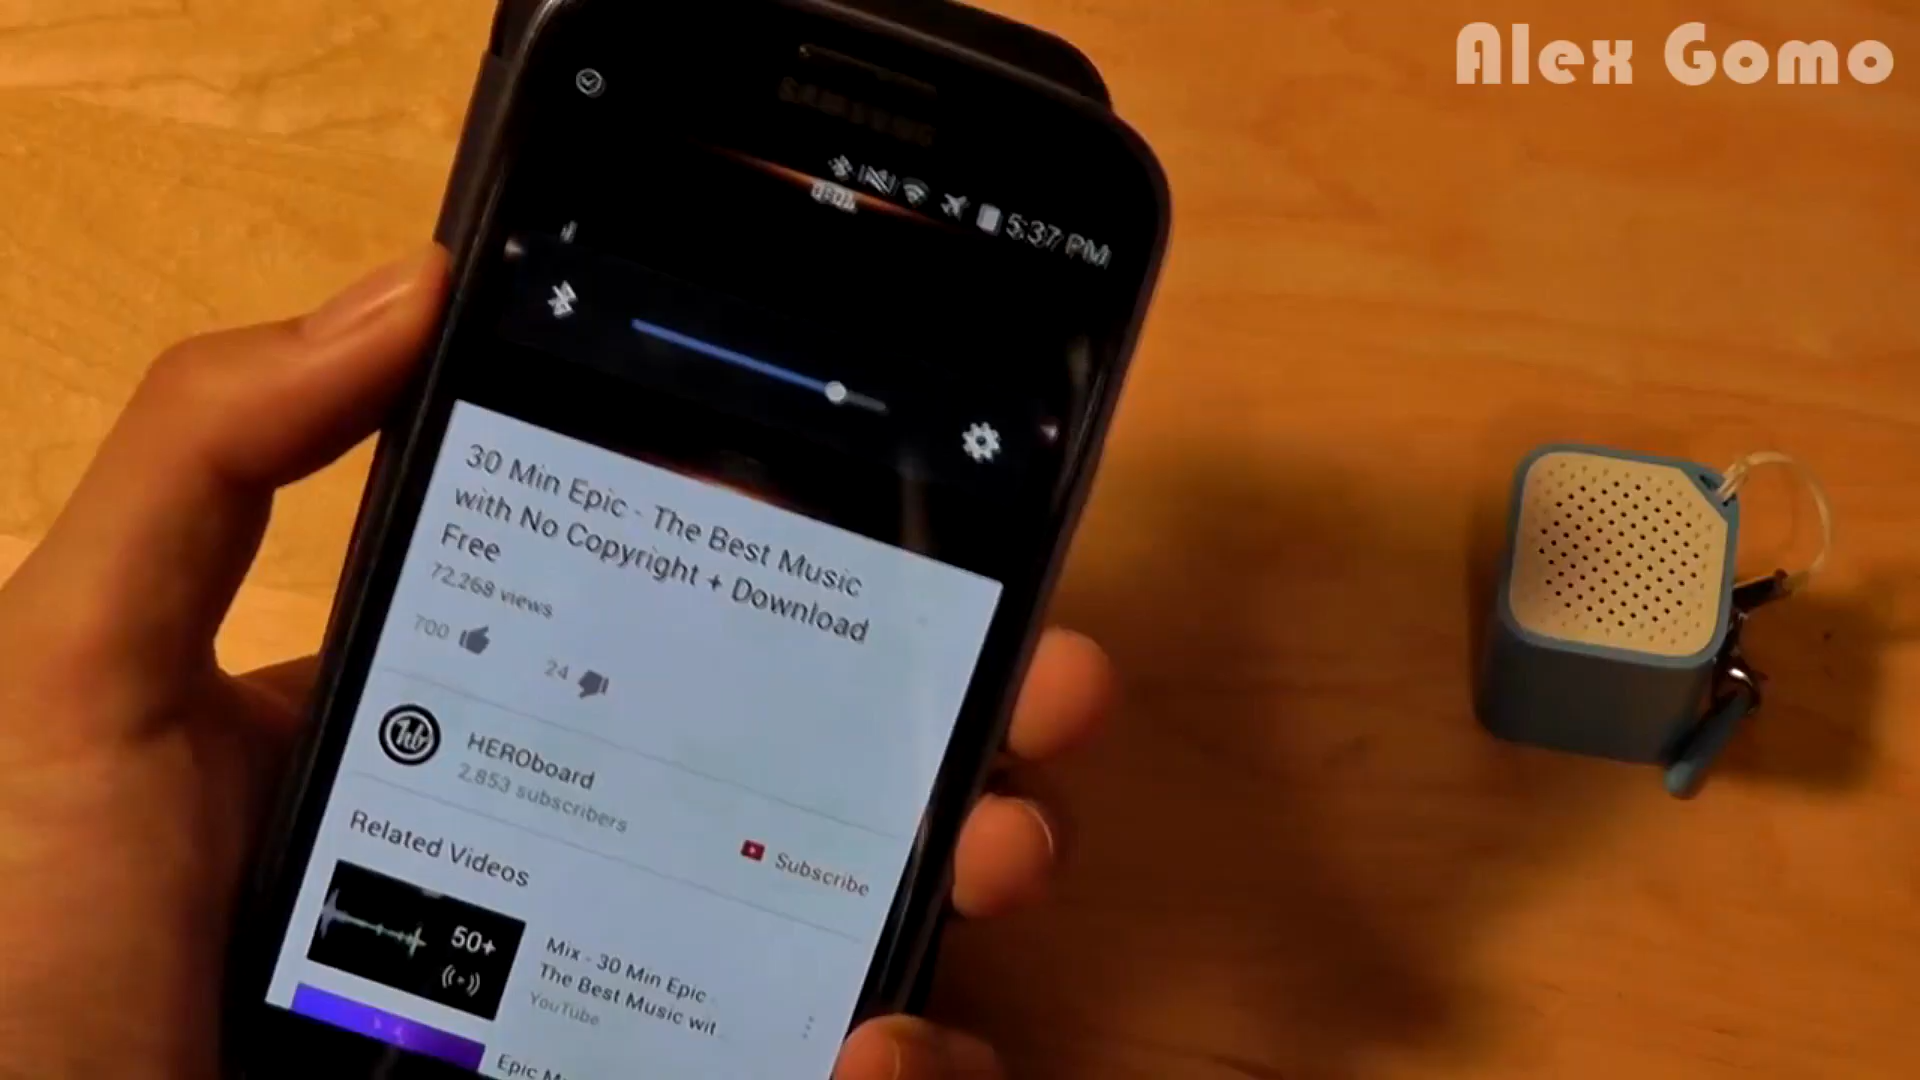 Alex Gomo
SAMSUNG
5:37 PM
30 Min Epic - The Best Music
with No Copyright + Download
Free
72,268 views
700
24
HEROboard
2,853 subscribers
Subscribe
Related Videos
50+
Mix - 30 Min Epic -
The Best Music wit
YouTube
Epic M